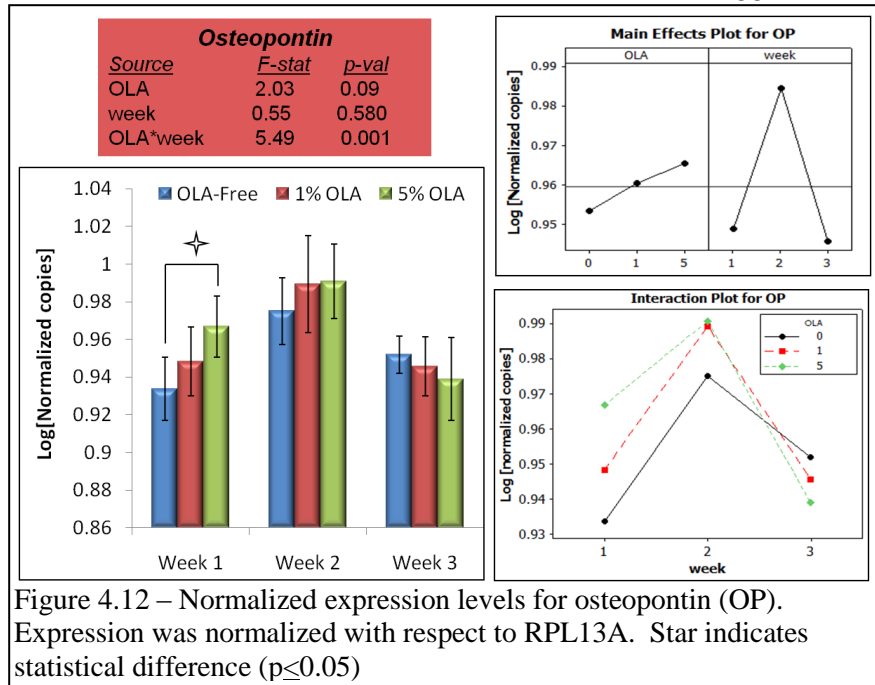 Osteopontin
Source F-stat p-val
OLA 2.03 0.09
week 0.55 0.580
OLA*week 5.49 0.001
Log[Normalized copies]
1.04
1.02
1
0.98
0.96
0.94
0.92
0.9
0.88
0.86
OLA-Free 1% OLA 5% OLA
Week 1 Week 2 Week 3
Main Effects Plot for OP
OLA week
Log [Normalized copies]
0.99
0.98
0.97
0.96
0.95
0 1 5 1 2 3
Interaction Plot for OP
Log [normalized copies]
0.99
0.98
0.97
0.96
0.95
0.94
0.93
OLA
0
1
5
1 2 3
week
Figure 4.12 – Normalized expression levels for osteopontin (OP).
Expression was normalized with respect to RPL13A. Star indicates
statistical difference (p≤0.05)